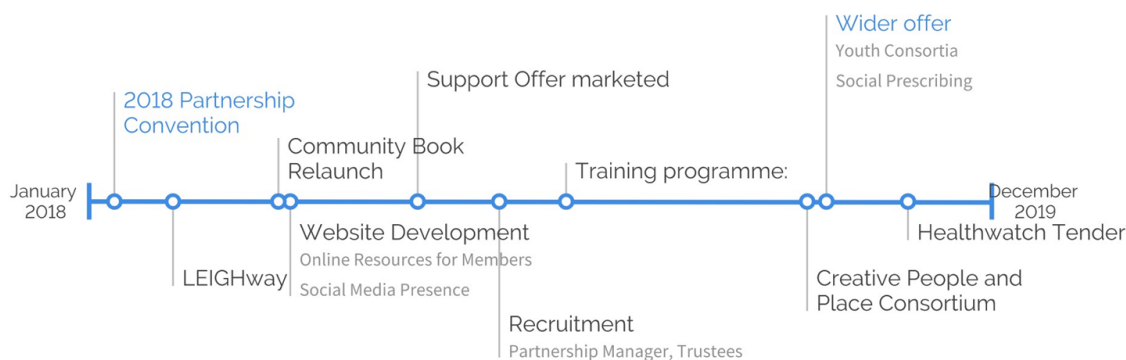 Wider offer
Youth Consortia
Social Prescribing
Support Offer marketed
2018 Partnership
Convention
Community Book
Relaunch
Training programme:
January
2018
December
2019
Website Development
Online Resources for Members
Social Media Presence
Healthwatch Tender
LEIGHway
Creative People and
Place Consortium
Recruitment
Partnership Manager, Trustees